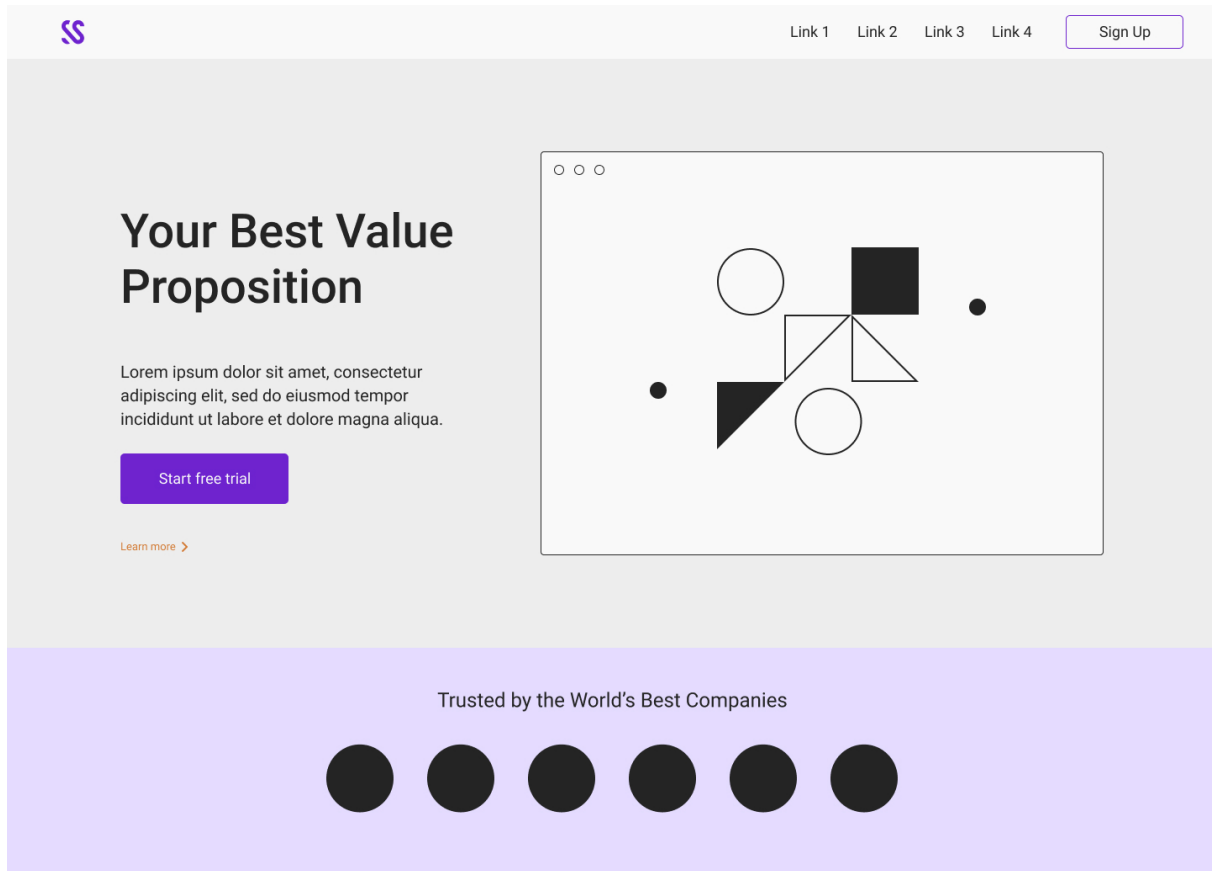 SS
Link 1 Link 2 Link 3 Link 4 Sign Up
Your Best Value
Proposition
Lorem ipsum dolor sit amet, consectetur
adipiscing elit, sed do eiusmod tempor
incididunt ut labore et dolore magna aliqua.
Start free trial
Learn more
Trusted by the World’s Best Companies